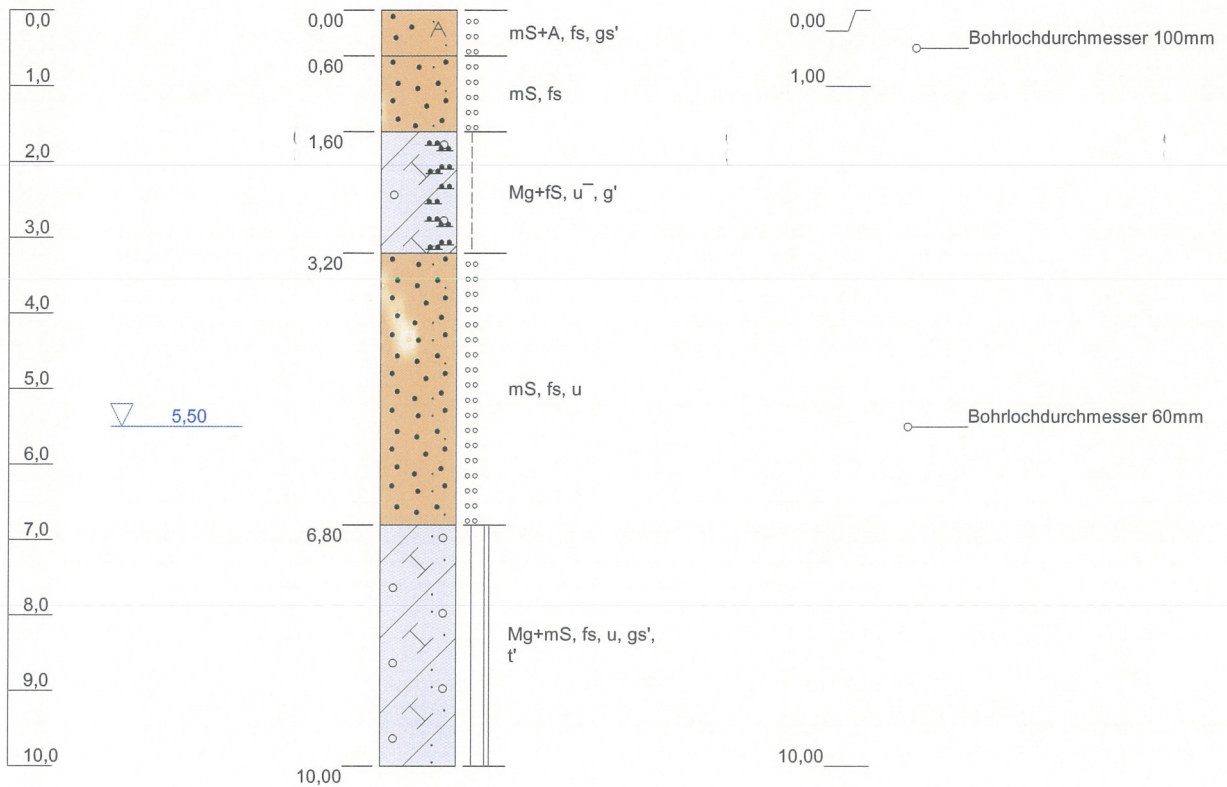 0,0
1,0
2,0
3,0
4,0
5,0
6,0
7,0
8,0
9,0
10,0
5,50
0,00
0,60
1,60
3,20
6,80
10,00
A
mS+A, fs, gs'
mS, fs
Mg+fS, u¯, g'
mS, fs, u
Mg+mS, fs, u, gs',
t'
0,00
1,00
10,00
Bohrlochdurchmesser 100mm
Bohrlochdurchmesser 60mm